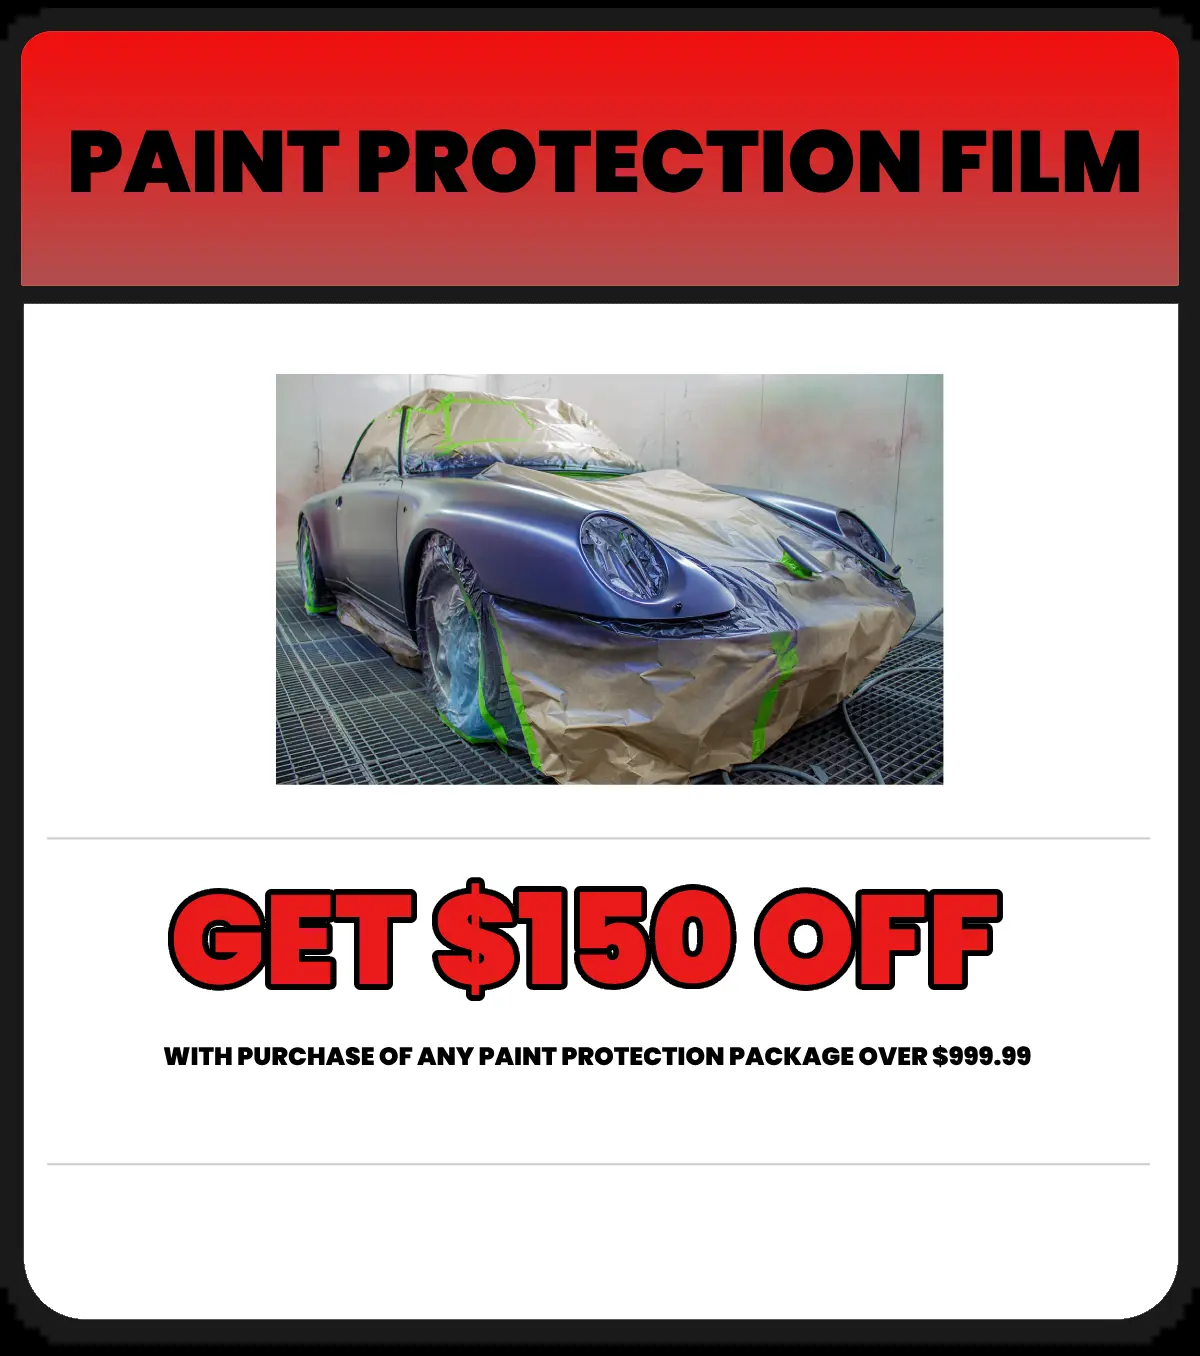 PAINT PROTECTION FILM
GET $150 OFF
WITH PURCHASE OF ANY PAINT PROTECTION PACKAGE OVER $999.99